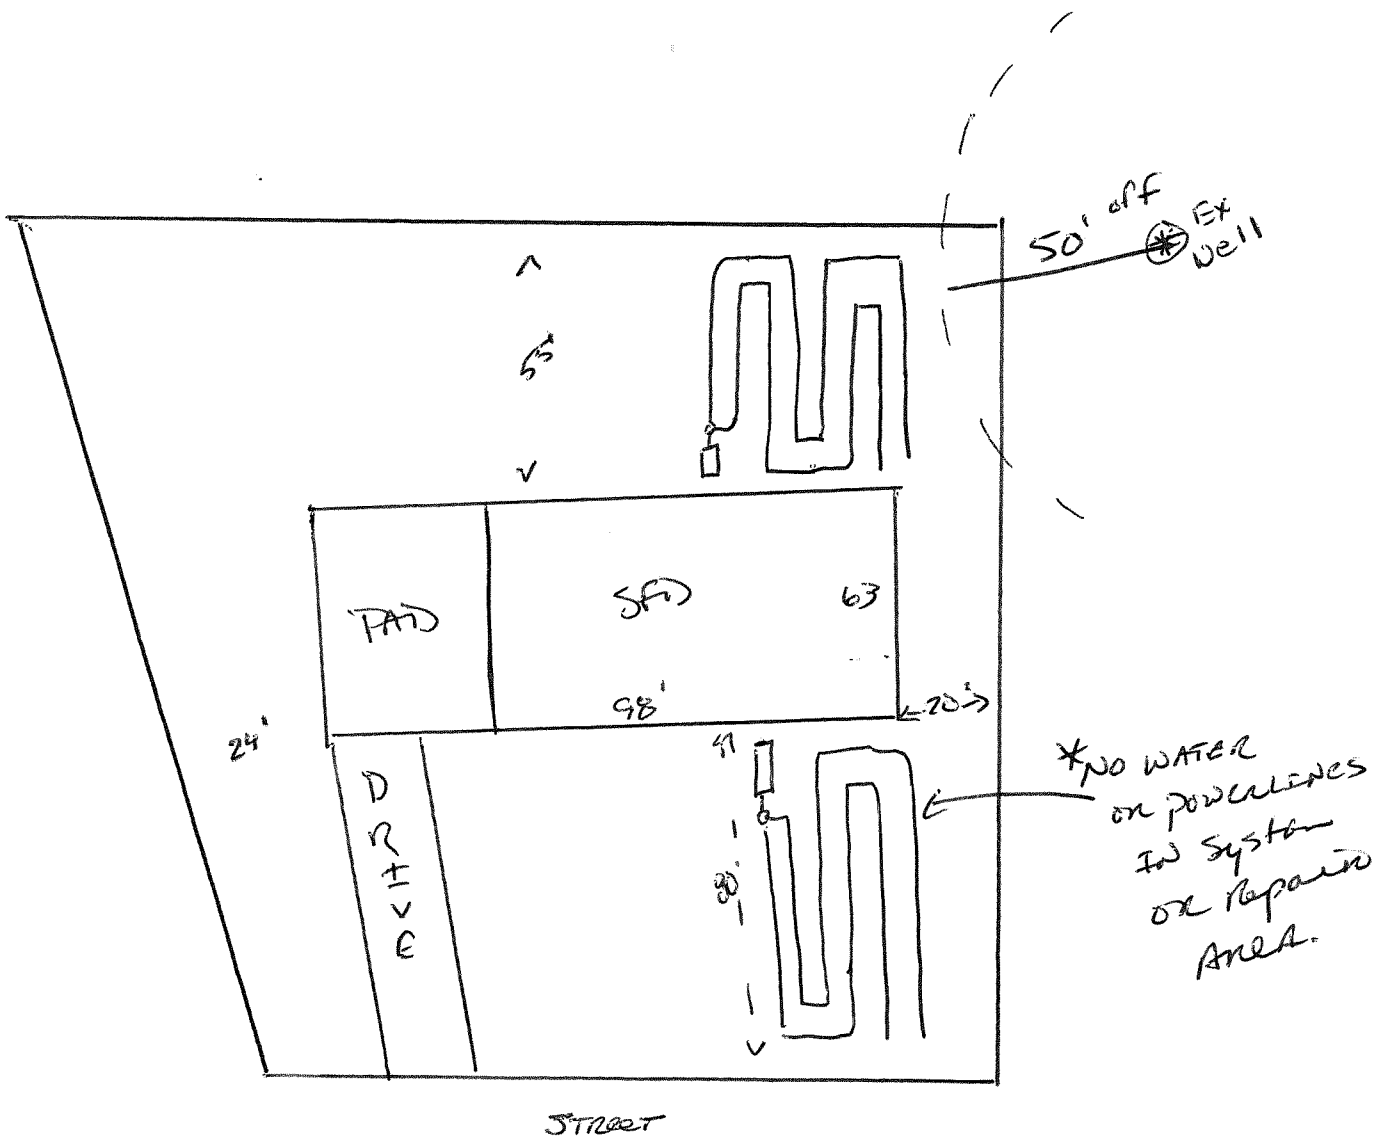 50' off
Ex
Well
55'
PAD
SFD
63
98'
←20'→
24'
DRIVE
80'
*NO WATER
OR POWERLINES
IN System
OR Repair
AREA.
STREET